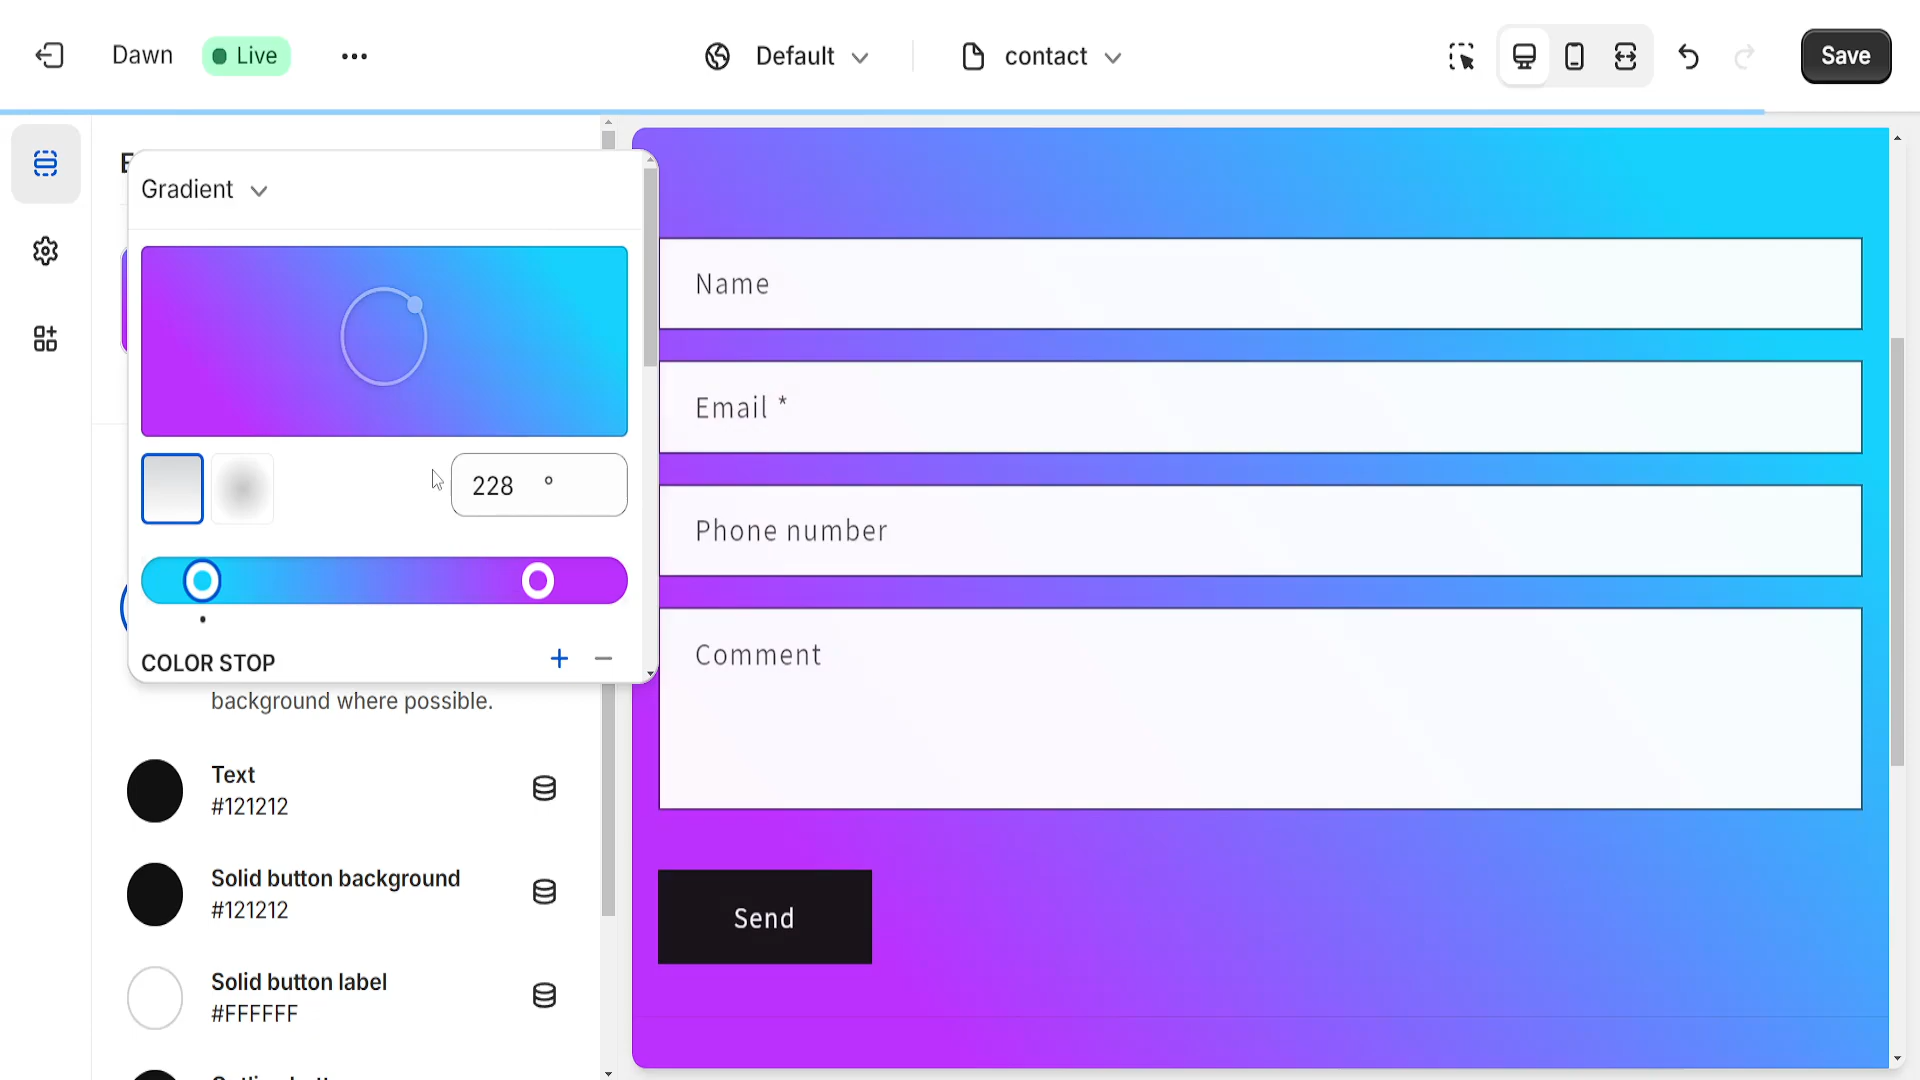 Dawn
Live
Default
contact
Save
Gradient
228 °
COLOR STOP
background where possible.
Text
#121212
Solid button background
#121212
Solid button label
#FFFFFF
Name
Email *
Phone number
Comment
Send